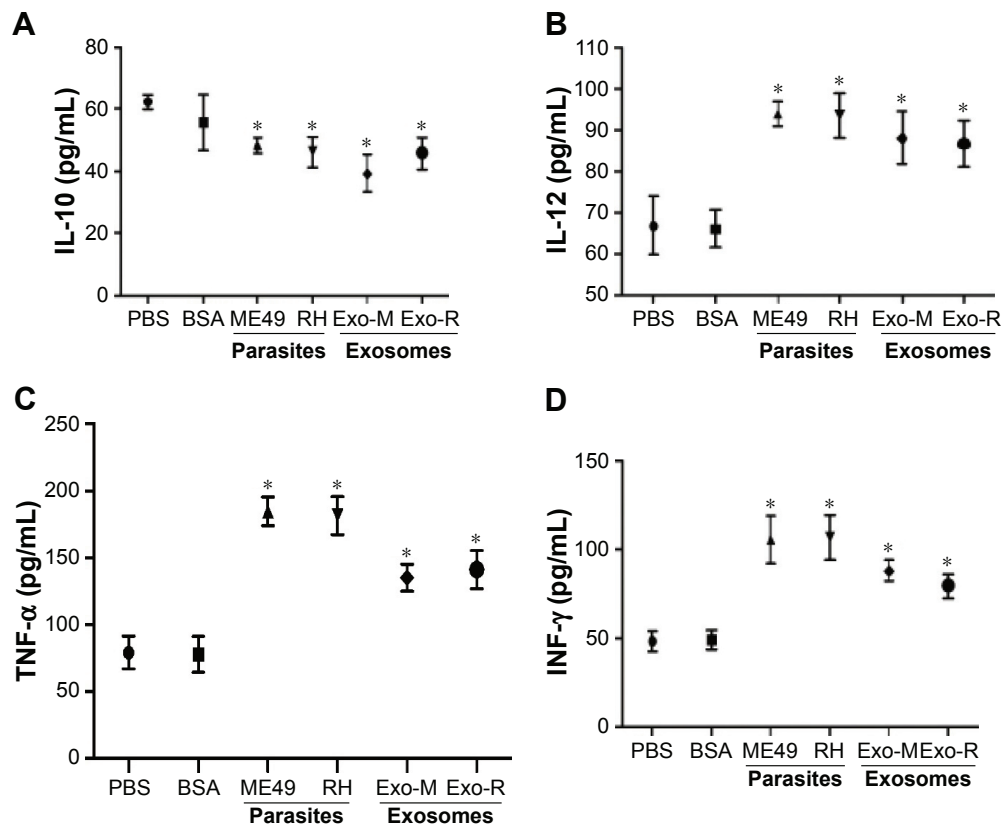 A
IL-10 (pg/mL)
80
60
40
20
0
* * * *
PBS BSA ME49 RH Exo-M Exo-R
Parasites Exosomes
B
IL-12 (pg/mL)
110
100
90
80
70
60
50
* * * *
PBS BSA ME49 RH Exo-M Exo-R
Parasites Exosomes
C
TNF-α (pg/mL)
250
200
150
100
50
0
* * * *
PBS BSA ME49 RH Exo-M Exo-R
Parasites Exosomes
D
INF-γ (pg/mL)
150
100
50
0
* * * *
PBS BSA ME49 RH Exo-M Exo-R
Parasites Exosomes